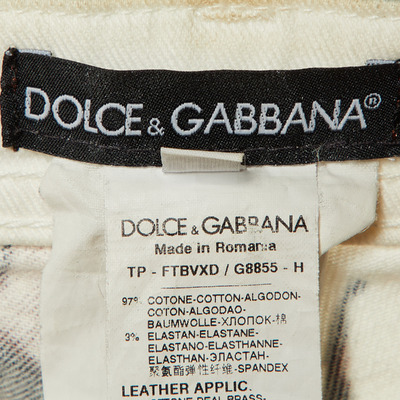 DOLCE & GABBANA®
DOLCE & GABBANA
Made in Romania
TP - FTBVXD / G8855 - H
97% COTONE-COTTON-ALGODON-
COTON-ALGODAO-
BAUMWOLLE-ХЛОПОК-棉
3% ELASTAN-ELASTANE-
ELASTANO-ELASTHANNE-
ELASTHAN-ЭЛАСТАН-
聚氨酯弹性纤维-SPANDEX
LEATHER APPLIC.